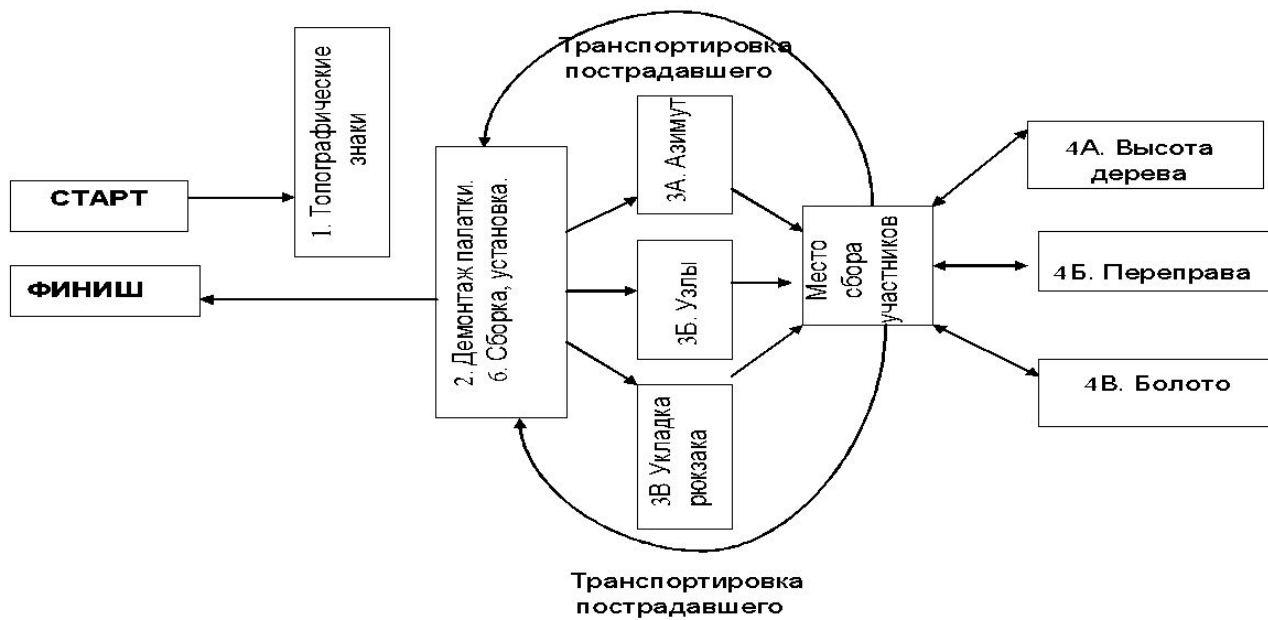 СТАРТ
ФИНИШ
1. Топографические
знаки
2. Демонтаж палатки.
6. Сборка, установка.
Транспортировка
пострадавшего
3А. Азимут
3Б. Узлы
3В Укладка
рюкзака
Место
сбора
участников
4А. Высота
дерева
4Б. Переправа
4В. Болото
Транспортировка
пострадавшего